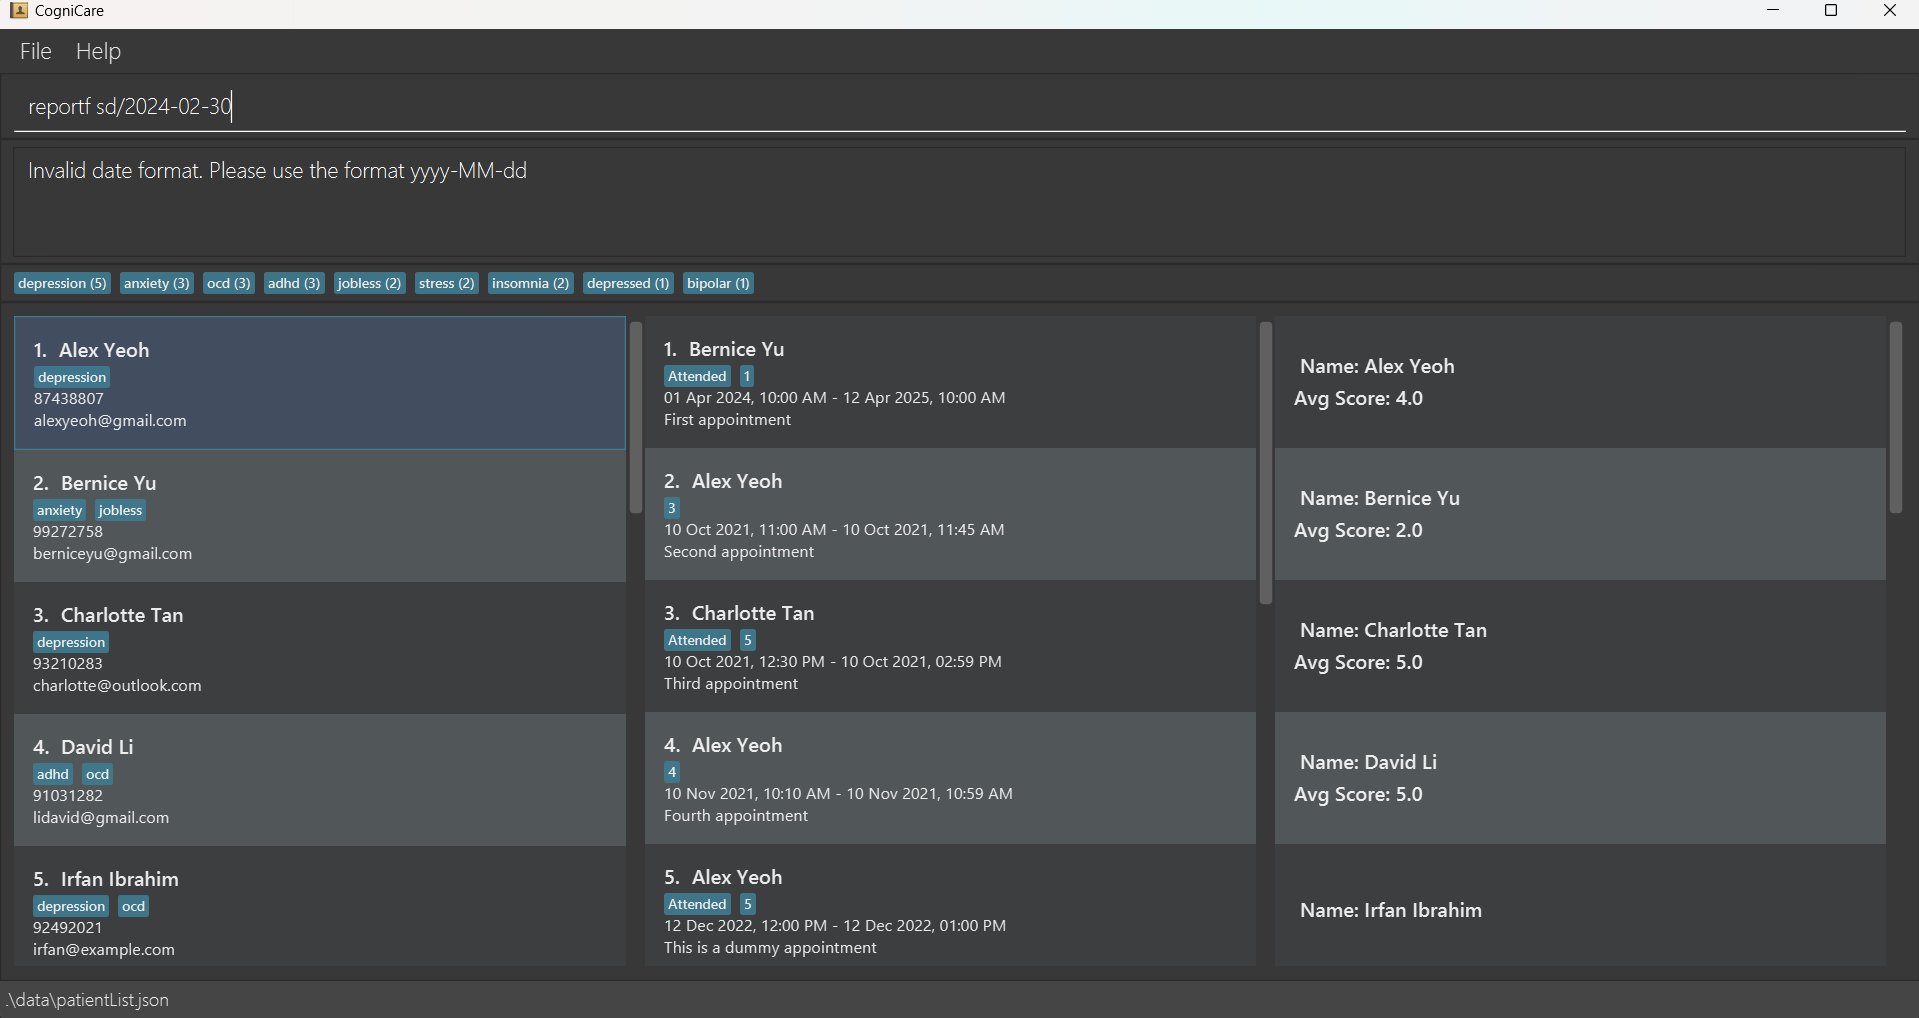 CogniCare
File Help
reportf sd/2024-02-30
Invalid date format. Please use the format yyyy-MM-dd
depression (5) anxiety (3) ocd (3) adhd (3) jobless (2) stress (2) insomnia (2) depressed (1) bipolar (1)
1. Alex Yeoh
depression
87438807
alexyeoh@gmail.com
2. Bernice Yu
anxiety jobless
99272758
berniceyu@gmail.com
3. Charlotte Tan
depression
93210283
charlotte@outlook.com
4. David Li
adhd ocd
91031282
lidavid@gmail.com
5. Irfan Ibrahim
depression ocd
92492021
irfan@example.com
1. Bernice Yu
Attended 1
01 Apr 2024, 10:00 AM - 12 Apr 2025, 10:00 AM
First appointment
2. Alex Yeoh
3
10 Oct 2021, 11:00 AM - 10 Oct 2021, 11:45 AM
Second appointment
3. Charlotte Tan
Attended 5
10 Oct 2021, 12:30 PM - 10 Oct 2021, 02:59 PM
Third appointment
4. Alex Yeoh
4
10 Nov 2021, 10:10 AM - 10 Nov 2021, 10:59 AM
Fourth appointment
5. Alex Yeoh
Attended 5
12 Dec 2022, 12:00 PM - 12 Dec 2022, 01:00 PM
This is a dummy appointment
Name: Alex Yeoh
Avg Score: 4.0
Name: Bernice Yu
Avg Score: 2.0
Name: Charlotte Tan
Avg Score: 5.0
Name: David Li
Avg Score: 5.0
Name: Irfan Ibrahim
.\data\patientList.json